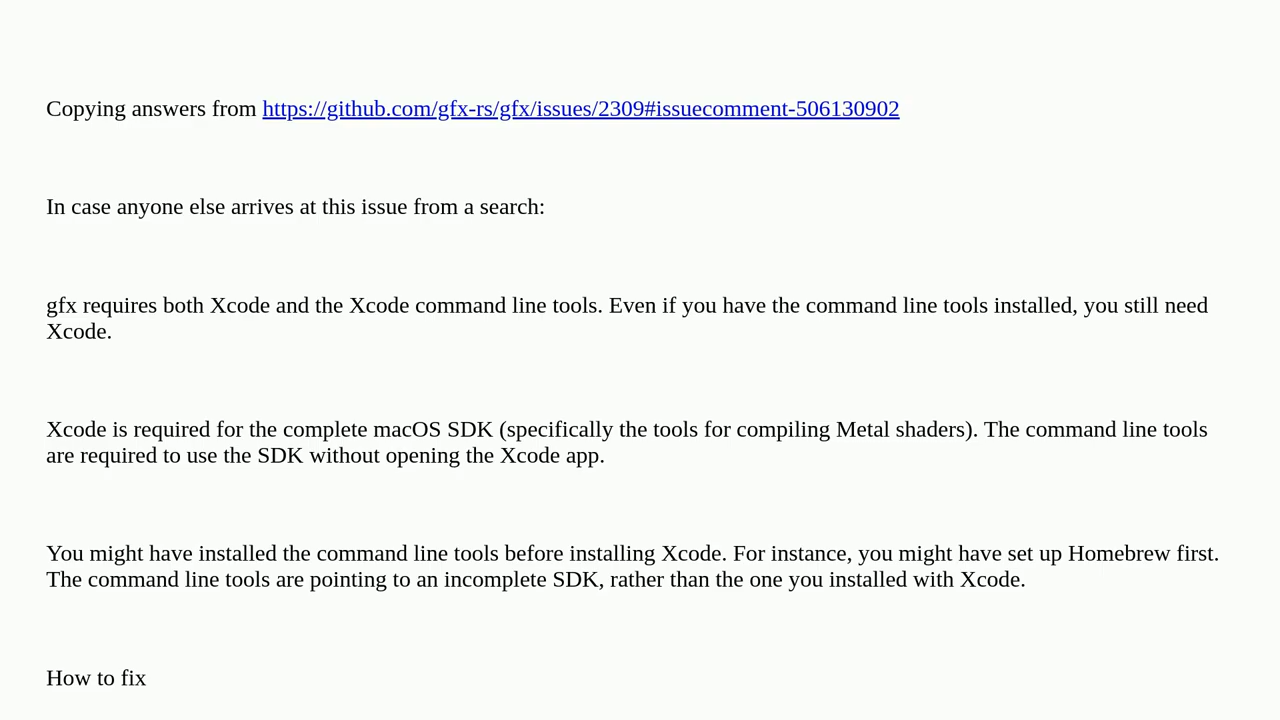 Copying answers from https://github.com/gfx-rs/gfx/issues/2309#issuecomment-506130902
In case anyone else arrives at this issue from a search:
gfx requires both Xcode and the Xcode command line tools. Even if you have the command line tools installed, you still need
Xcode.
Xcode is required for the complete macOS SDK (specifically the tools for compiling Metal shaders). The command line tools
are required to use the SDK without opening the Xcode app.
You might have installed the command line tools before installing Xcode. For instance, you might have set up Homebrew first.
The command line tools are pointing to an incomplete SDK, rather than the one you installed with Xcode.
How to fix